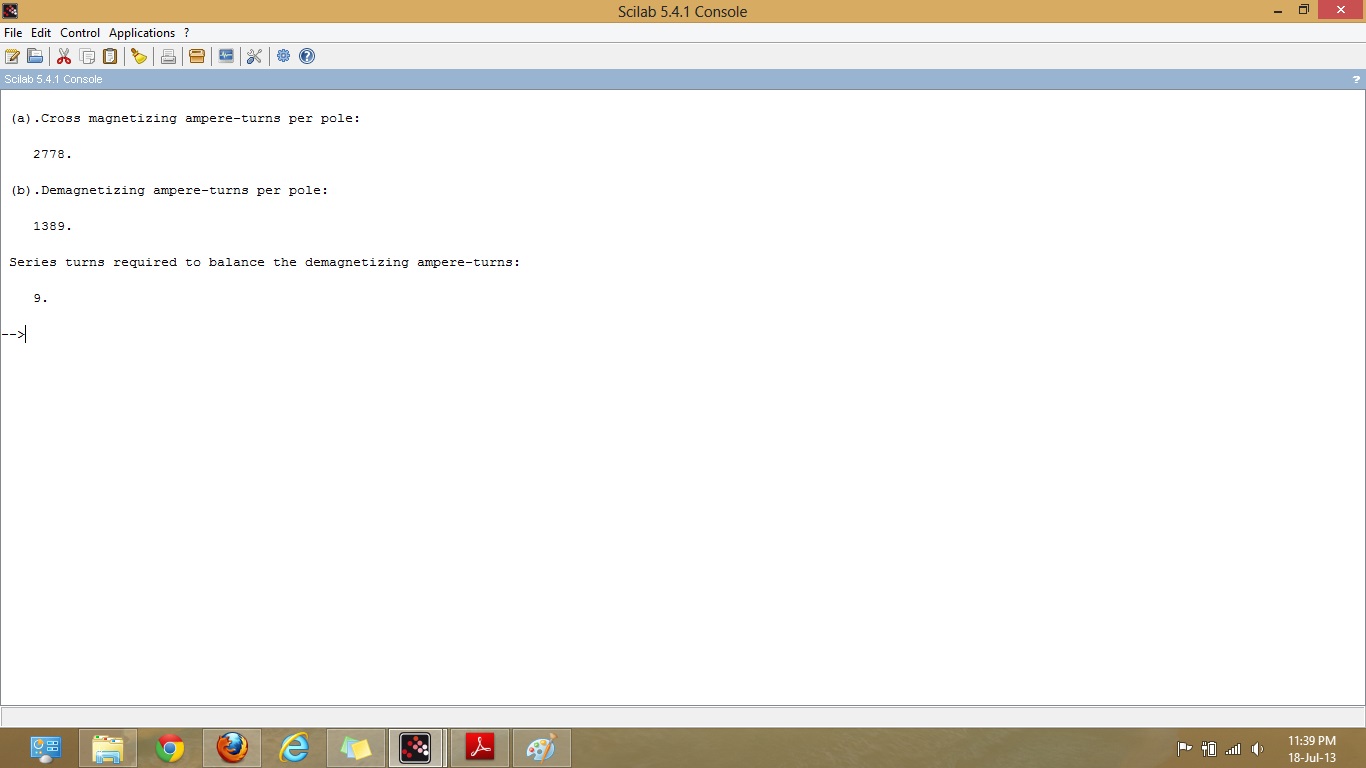 Scilab 5.4.1 Console
File Edit Control Applications ?
Scilab 5.4.1 Console ?
(a).Cross magnetizing ampere-turns per pole:
2778.
(b).Demagnetizing ampere-turns per pole:
1389.
Series turns required to balance the demagnetizing ampere-turns:
9.
-->
11:39 PM
18-Jul-13